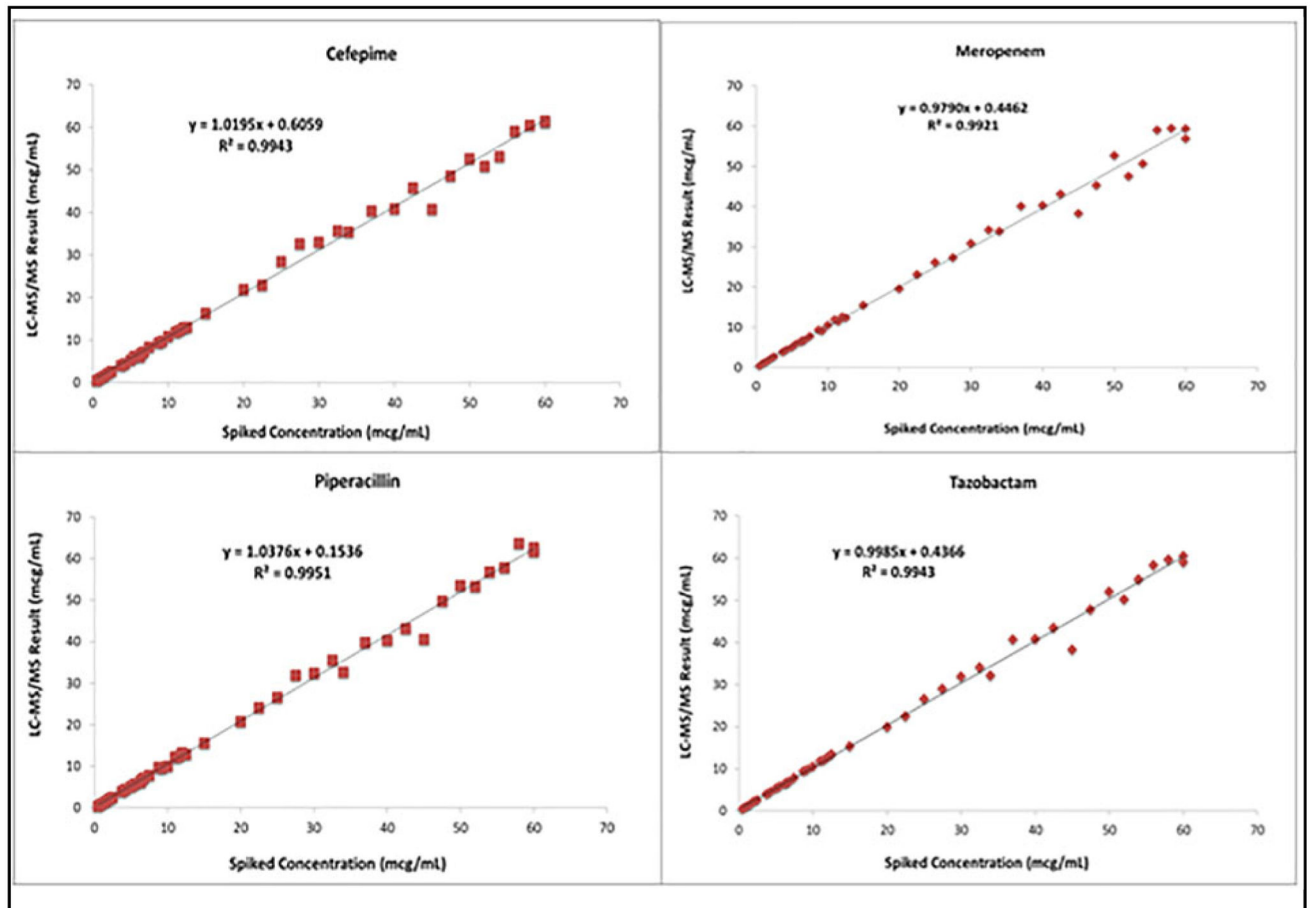 Cefepime
y = 1.0195x + 0.6059
R² = 0.9943
LC-MS/MS Result (mcg/mL)
70
60
50
40
30
20
10
0
0 10 20 30 40 50 60 70
Spiked Concentration (mcg/mL)
Meropenem
y = 0.9790x + 0.4462
R² = 0.9921
LC-MS/MS Result (mcg/mL)
70
60
50
40
30
20
10
0
0 10 20 30 40 50 60 70
Spiked Concentration (mcg/mL)
Piperacillin
y = 1.0376x + 0.1536
R² = 0.9951
LC-MS/MS Result (mcg/mL)
70
60
50
40
30
20
10
0
0 10 20 30 40 50 60 70
Spiked Concentration (mcg/mL)
Tazobactam
y = 0.9985x + 0.4366
R² = 0.9943
LC-MS/MS Result (mcg/mL)
70
60
50
40
30
20
10
0
0 10 20 30 40 50 60 70
Spiked Concentration (mcg/mL)